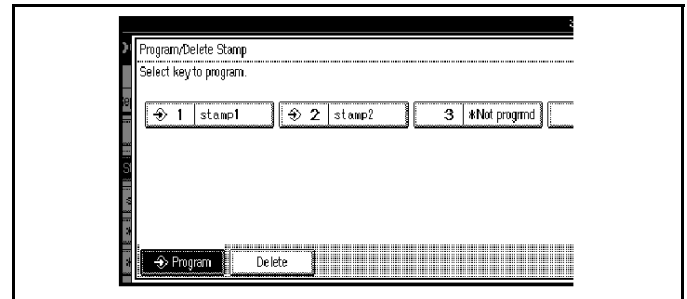 Program/Delete Stamp
Select key to program.
1 stamp1 2 stamp2 3 *Not progrmd
Program Delete